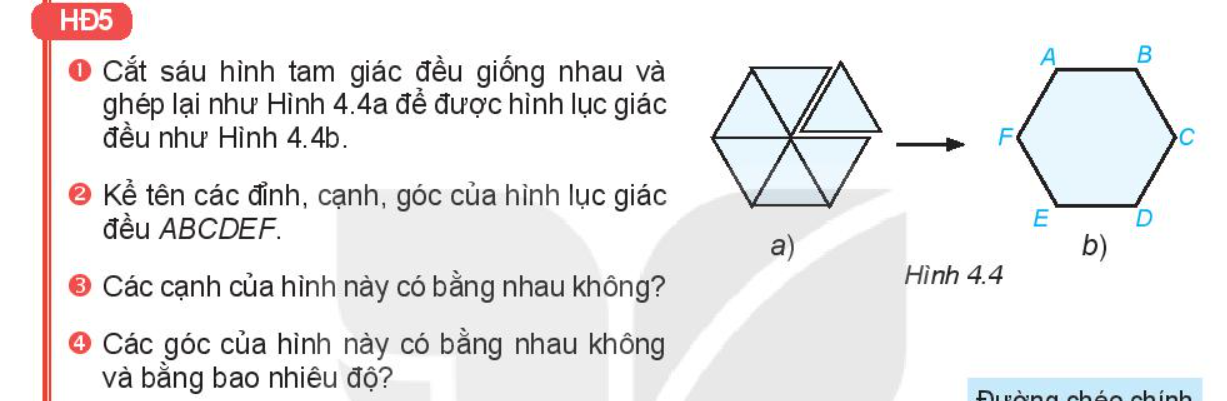 HĐ5
❶ Cắt sáu hình tam giác đều giống nhau và
ghép lại như Hình 4.4a để được hình lục giác
đều như Hình 4.4b.
❷ Kể tên các đỉnh, cạnh, góc của hình lục giác
đều ABCDEF.
❸ Các cạnh của hình này có bằng nhau không?
❹ Các góc của hình này có bằng nhau không
và bằng bao nhiêu độ?
A B
F C
E D
a) b)
Hình 4.4
Đường chéo chính